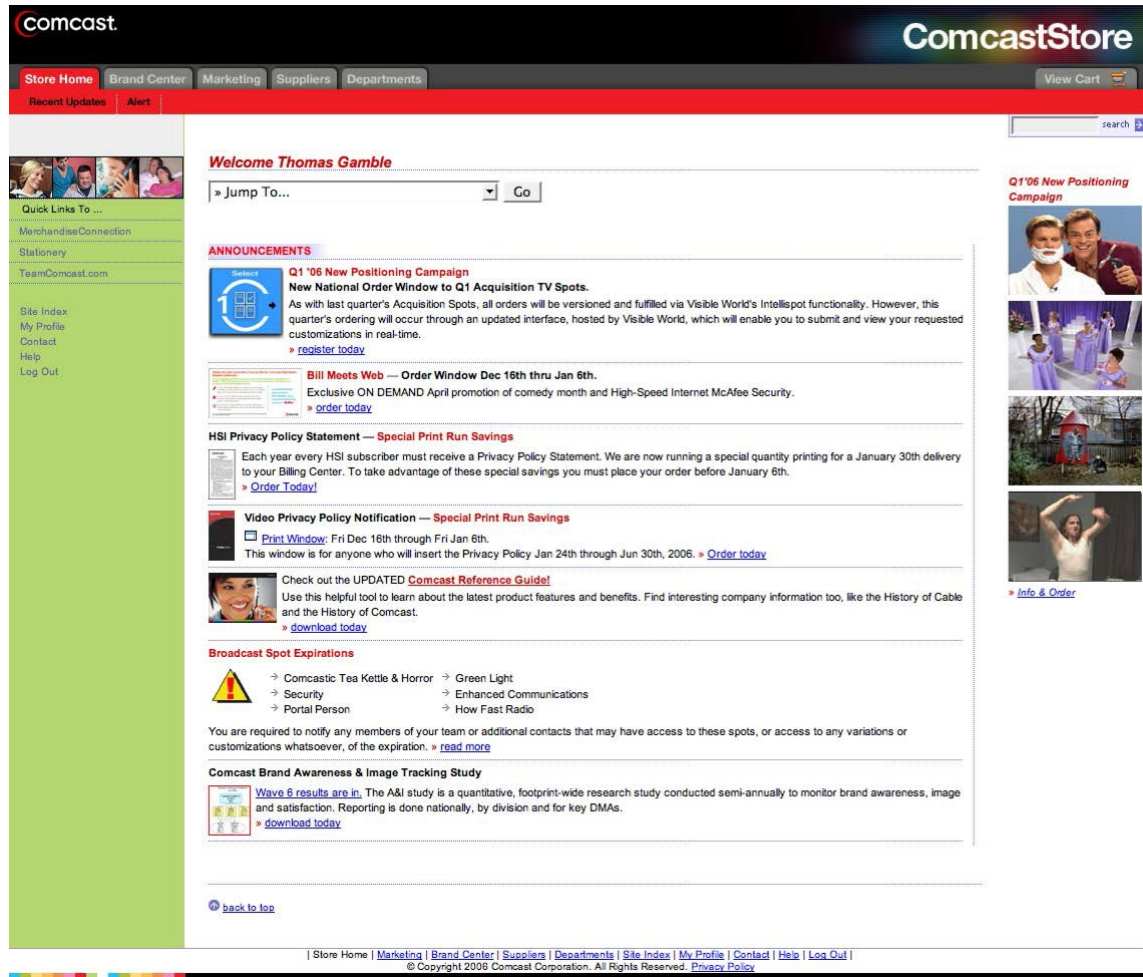 comcast.
ComcastStore
Store Home Brand Center Marketing Suppliers Departments View Cart
Recent Updates Alert
search
Welcome Thomas Gamble
» Jump To... Go
Quick Links To ...
MerchandiseConnection
Stationery
TeamComcast.com
Site Index
My Profile
Contact
Help
Log Out
ANNOUNCEMENTS
Select
1
Q1 '06 New Positioning Campaign
New National Order Window to Q1 Acquisition TV Spots.
As with last quarter's Acquisition Spots, all orders will be versioned and fulfilled via Visible World's Intellispot functionality. However, this
quarter's ordering will occur through an updated interface, hosted by Visible World, which will enable you to submit and view your requested
customizations in real-time.
» register today
Bill Meets Web — Order Window Dec 16th thru Jan 6th.
Exclusive ON DEMAND April promotion of comedy month and High-Speed Internet McAfee Security.
» order today
HSI Privacy Policy Statement — Special Print Run Savings
Each year every HSI subscriber must receive a Privacy Policy Statement. We are now running a special quantity printing for a January 30th delivery
to your Billing Center. To take advantage of these special savings you must place your order before January 6th.
» Order Today!
Video Privacy Policy Notification — Special Print Run Savings
Print Window: Fri Dec 16th through Fri Jan 6th.
This window is for anyone who will insert the Privacy Policy Jan 24th through Jun 30th, 2006. » Order today
Check out the UPDATED Comcast Reference Guide!
Use this helpful tool to learn about the latest product features and benefits. Find interesting company information too, like the History of Cable
and the History of Comcast.
» download today
Broadcast Spot Expirations
→ Comcastic Tea Kettle & Horror → Green Light
→ Security → Enhanced Communications
→ Portal Person → How Fast Radio
You are required to notify any members of your team or additional contacts that may have access to these spots, or access to any variations or
customizations whatsoever, of the expiration. » read more
Comcast Brand Awareness & Image Tracking Study
Wave 6 results are in. The A&I study is a quantitative, footprint-wide research study conducted semi-annually to monitor brand awareness, image
and satisfaction. Reporting is done nationally, by division and for key DMAs.
» download today
Q1'06 New Positioning
Campaign
» Info & Order
back to top
| Store Home | Marketing | Brand Center | Suppliers | Departments | Site Index | My Profile | Contact | Help | Log Out |
© Copyright 2006 Comcast Corporation. All Rights Reserved. Privacy Policy